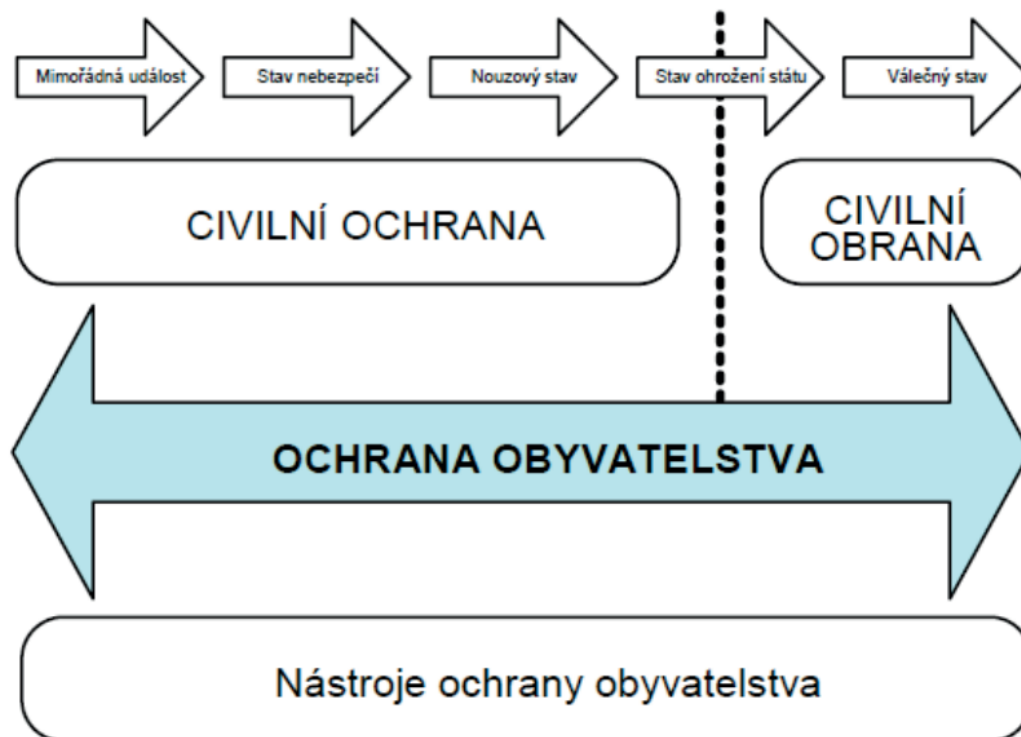 Mimořádná událost
Stav nebezpečí
Nouzový stav
Stav ohrožení státu
Válečný stav
CIVILNÍ OCHRANA
CIVILNÍ
OBRANA
OCHRANA OBYVATELSTVA
Nástroje ochrany obyvatelstva